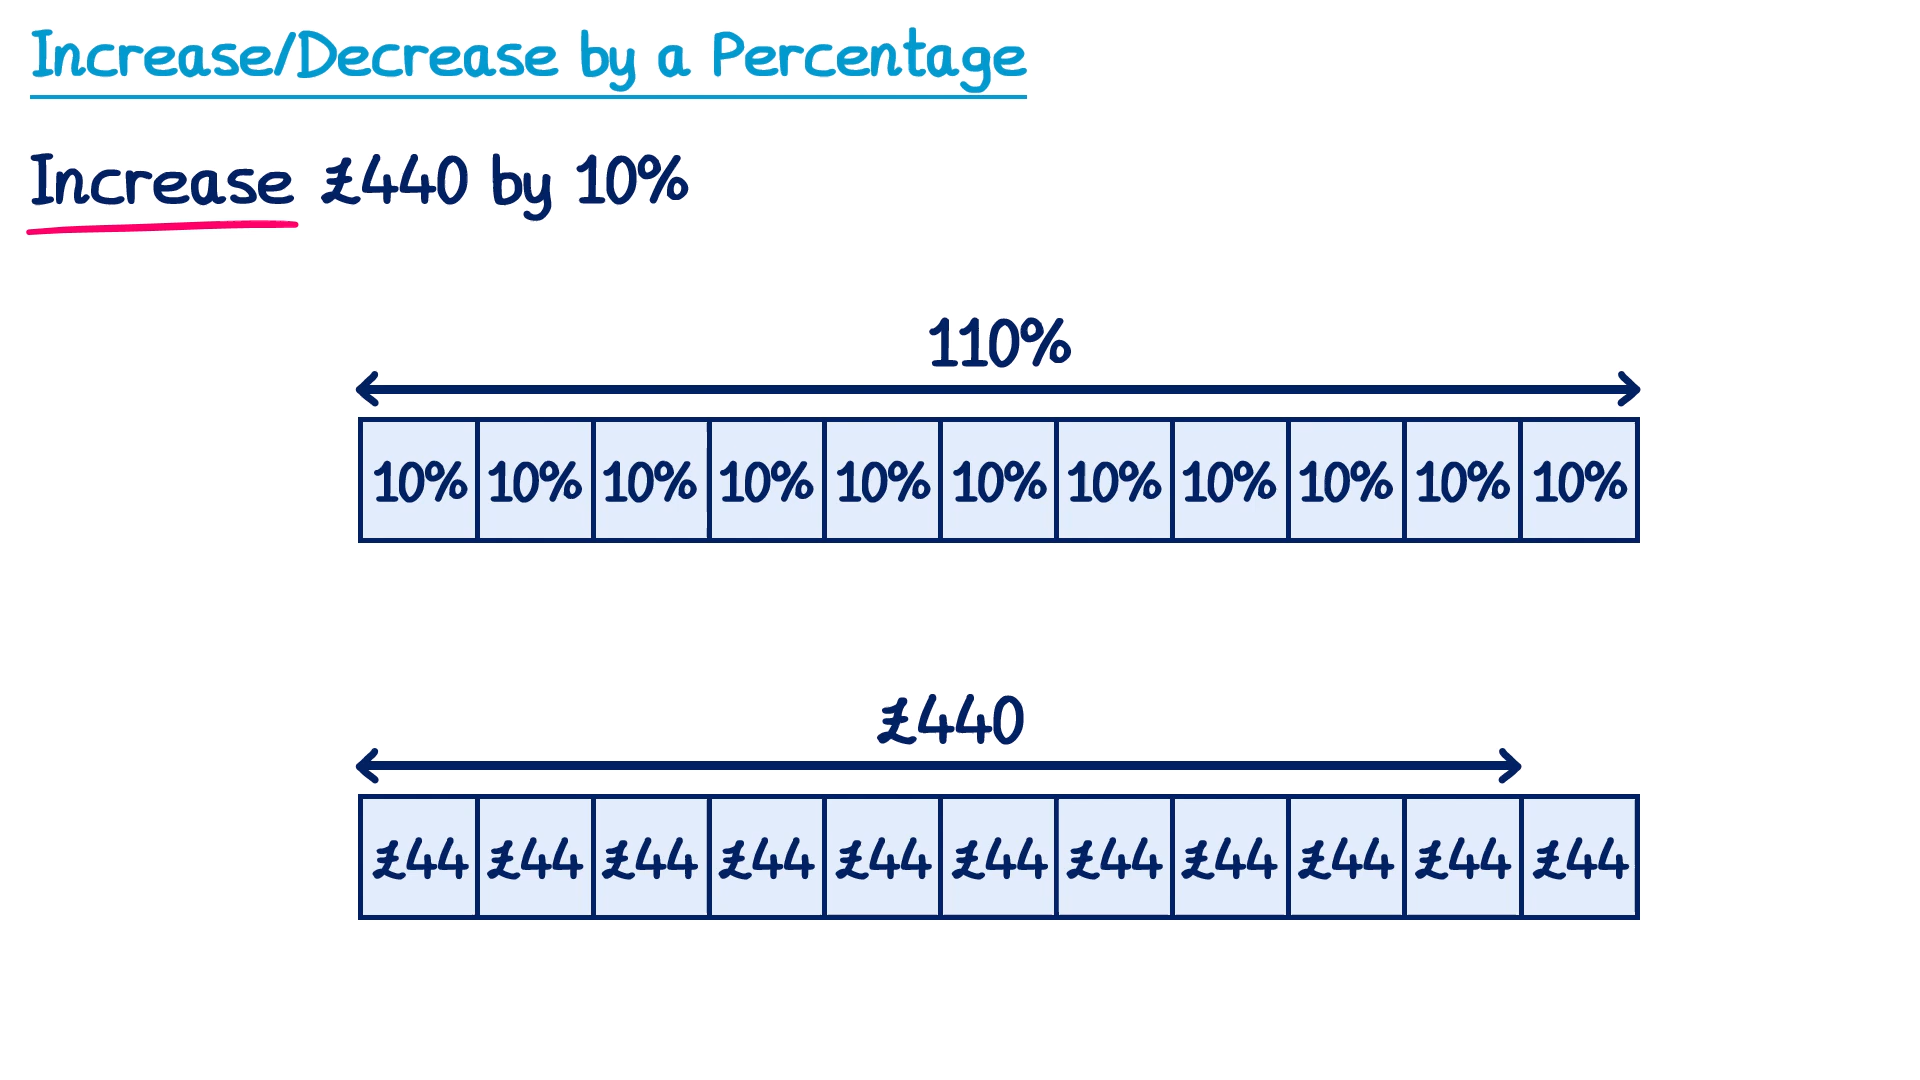 Increase/Decrease by a Percentage
Increase £440 by 10%
110%
10% 10% 10% 10% 10% 10% 10% 10% 10% 10% 10%
£440
£44 £44 £44 £44 £44 £44 £44 £44 £44 £44 £44